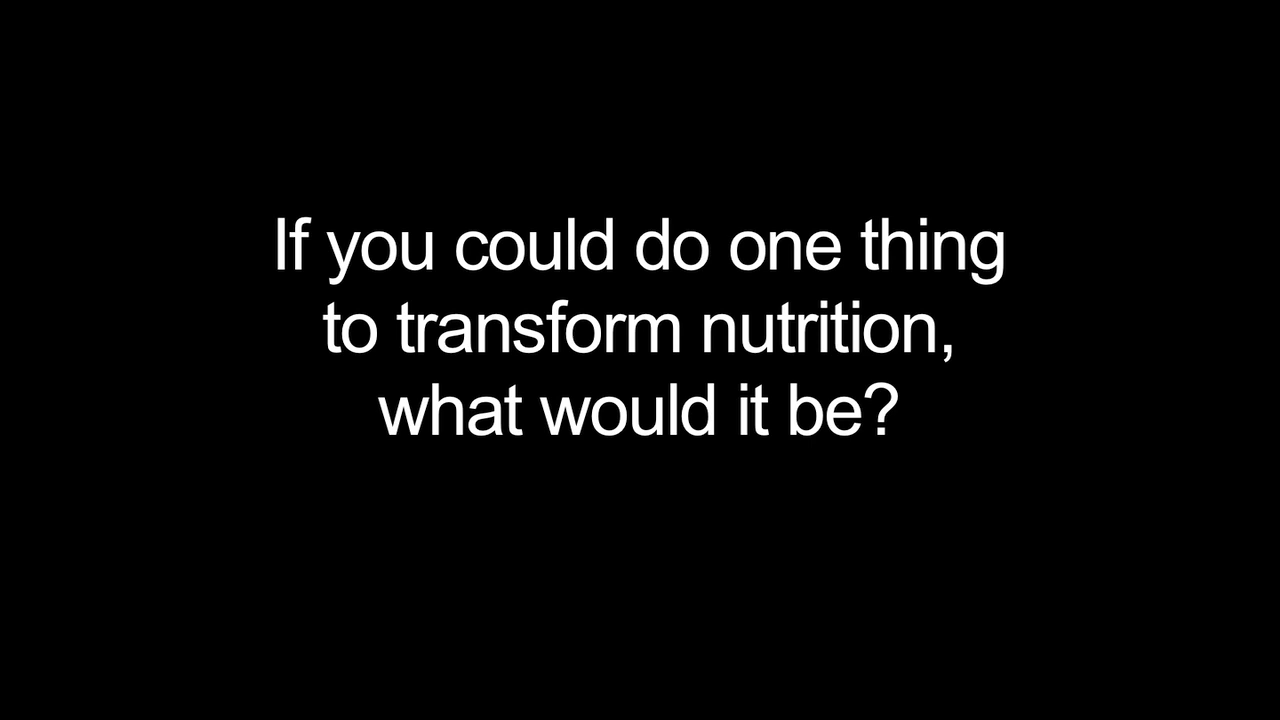 If you could do one thing
to transform nutrition,
what would it be?